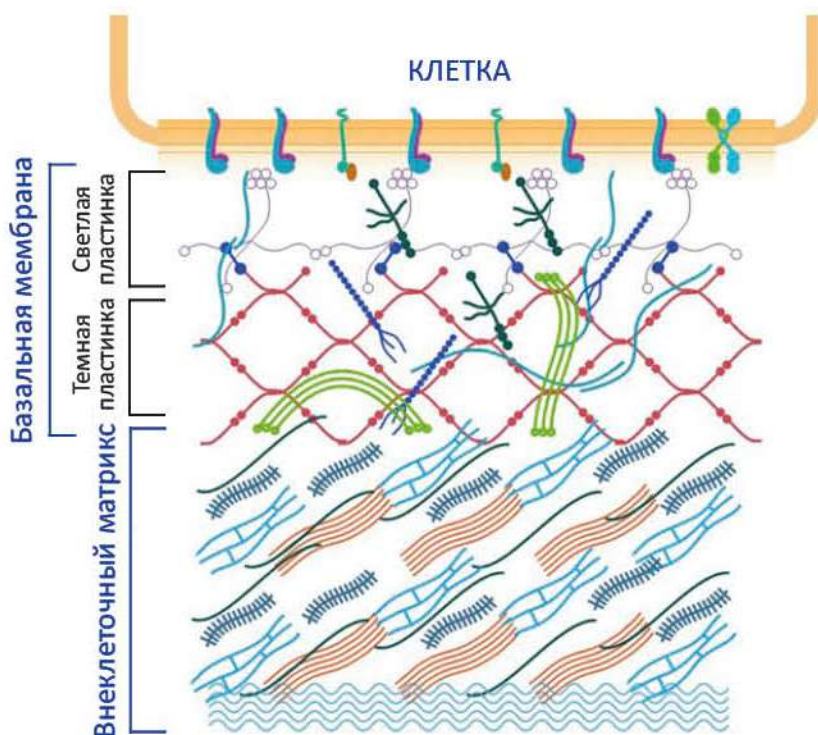 КЛЕТКА
Базальная мембрана
Светлая
пластинка
Темная
пластинка
Внеклеточный матрикс